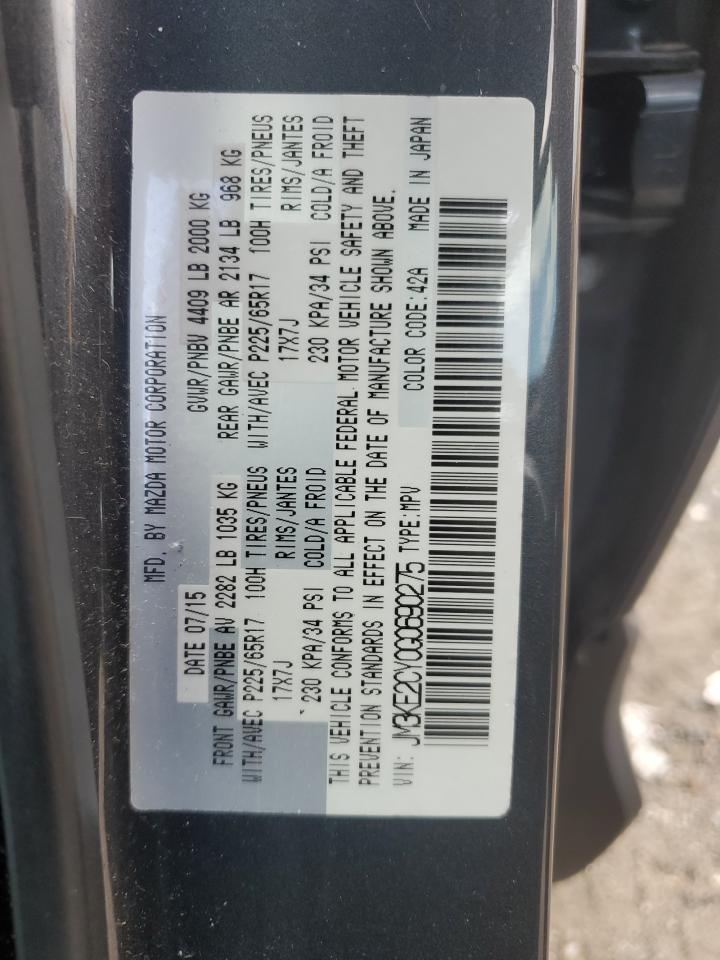 MFD. BY MAZDA MOTOR CORPORATION
DATE 07/15 GVWR/PNBV 4409 LB 2000 KG
FRONT GAWR/PNBE AV 2282 LB 1035 KG REAR GAWR/PNBE AR 2134 LB 968 KG
WITH/AVEC P225/65R17 100H TIRES/PNEUS WITH/AVEC P225/65R17 100H TIRES/PNEUS
17X7J RIMS/JANTES 17X7J RIMS/JANTES
230 KPA/34 PSI COLD/A FROID 230 KPA/34 PSI COLD/A FROID
THIS VEHICLE CONFORMS TO ALL APPLICABLE FEDERAL MOTOR VEHICLE SAFETY AND THEFT
PREVENTION STANDARDS IN EFFECT ON THE DATE OF MANUFACTURE SHOWN ABOVE.
VIN: JM3KE2CY0G0690275 TYPE:MPV COLOR CODE:42A MADE IN JAPAN